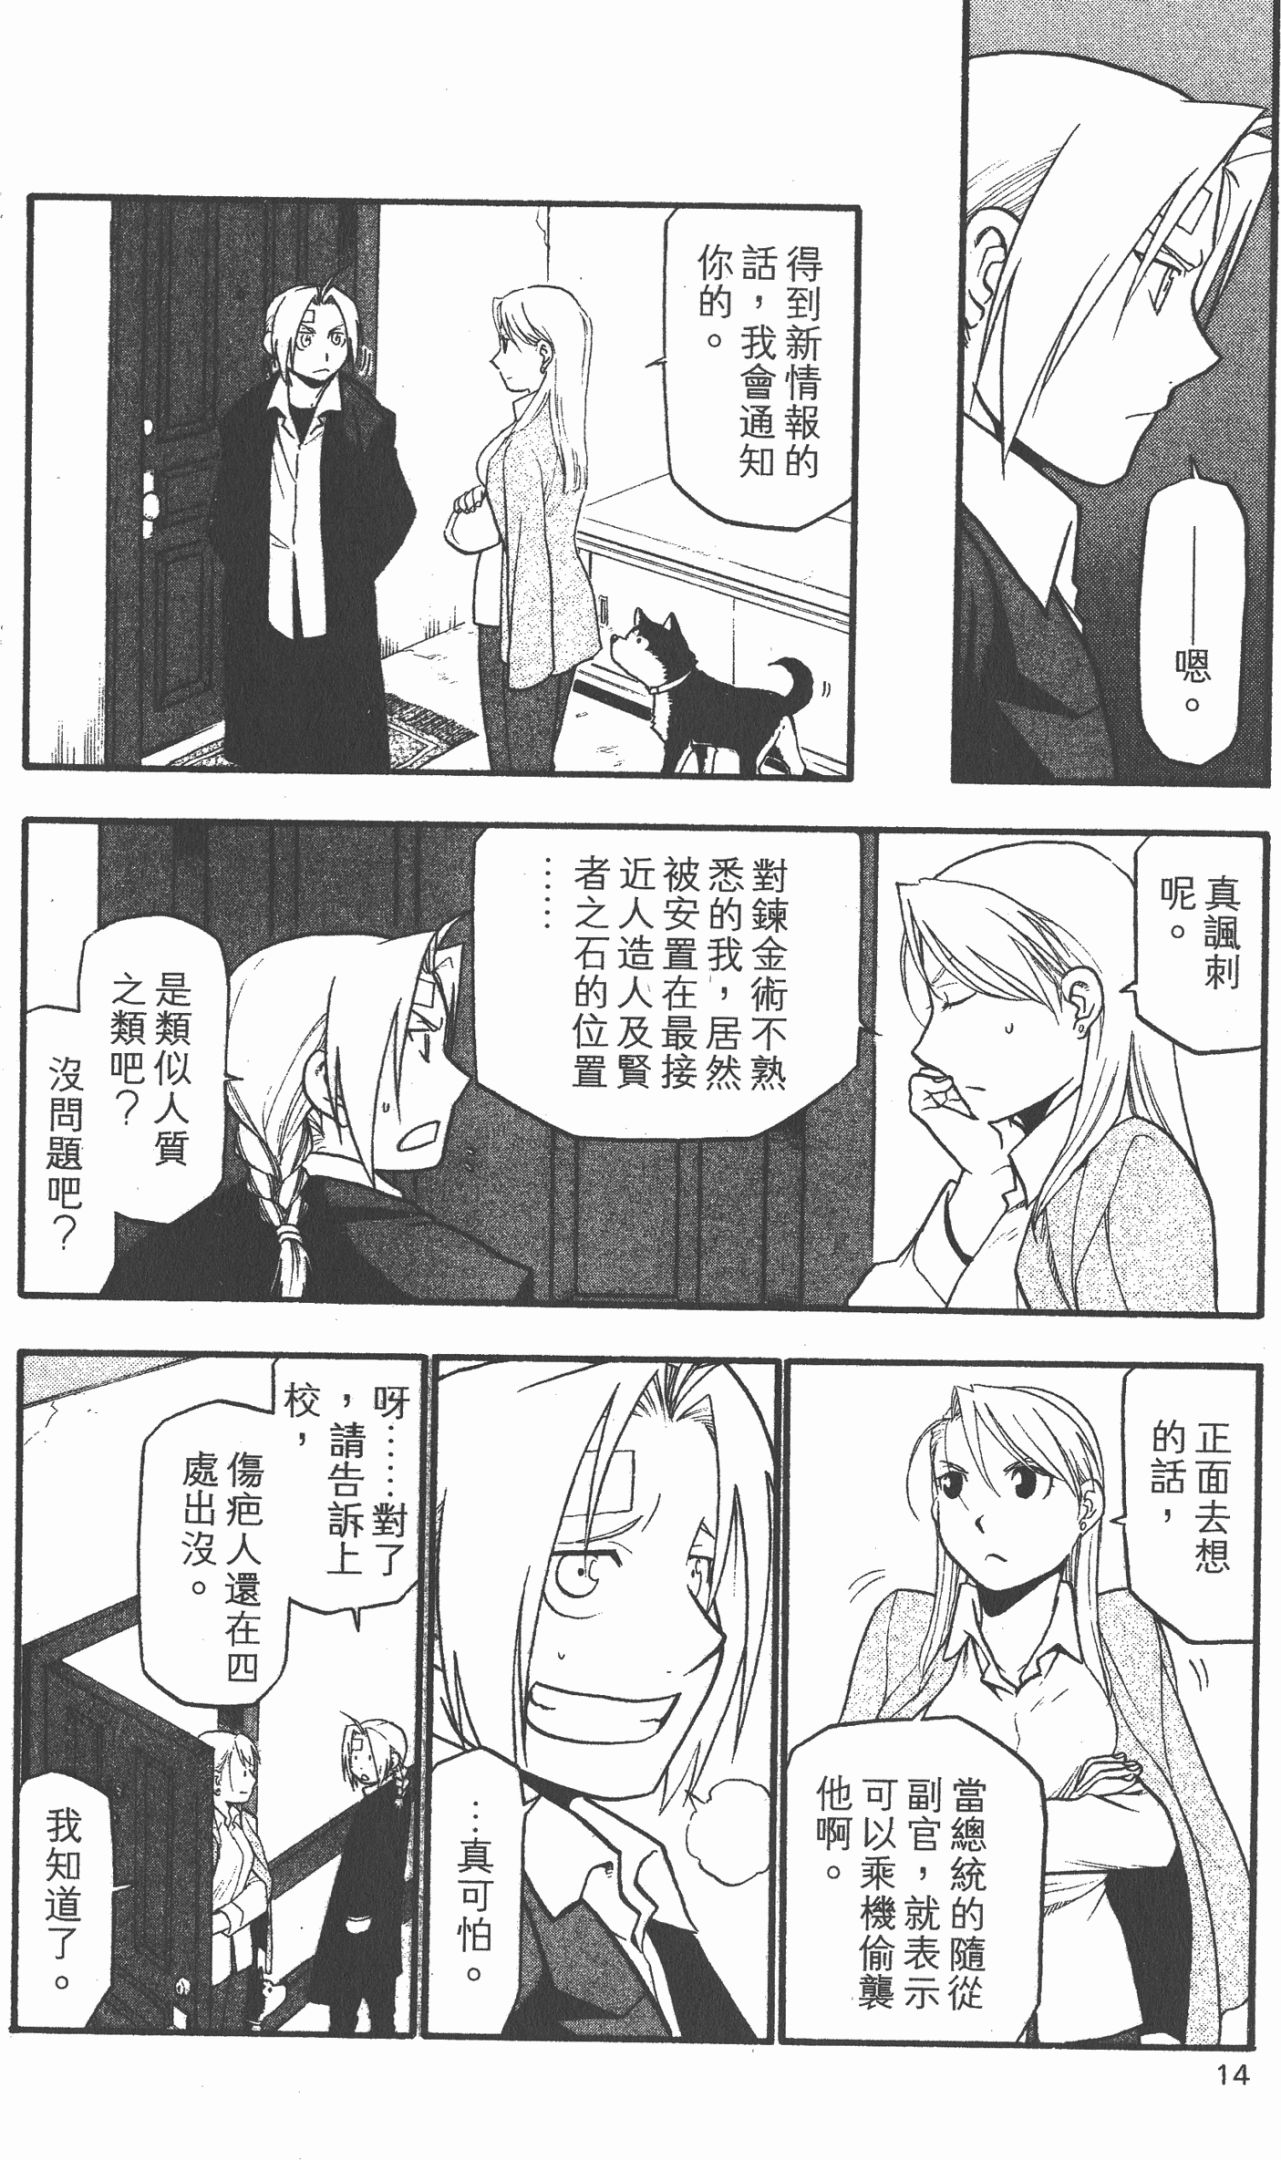 ——嗯。
得到新情報的
話，我會通知
你的。
真諷刺
呢。
對鍊金術不熟
悉的我，居然
被安置在最接
近人造人及賢
者之石的位置
……
是類似人質
之類吧？
沒問題吧？
正面去想
的話，
當總統的隨從
副官，就表示
可以乘機偷襲
他啊。
…真可怕。
呀……對了
，請告訴上
校，
傷疤人還在四
處出沒。
我知道了。
14